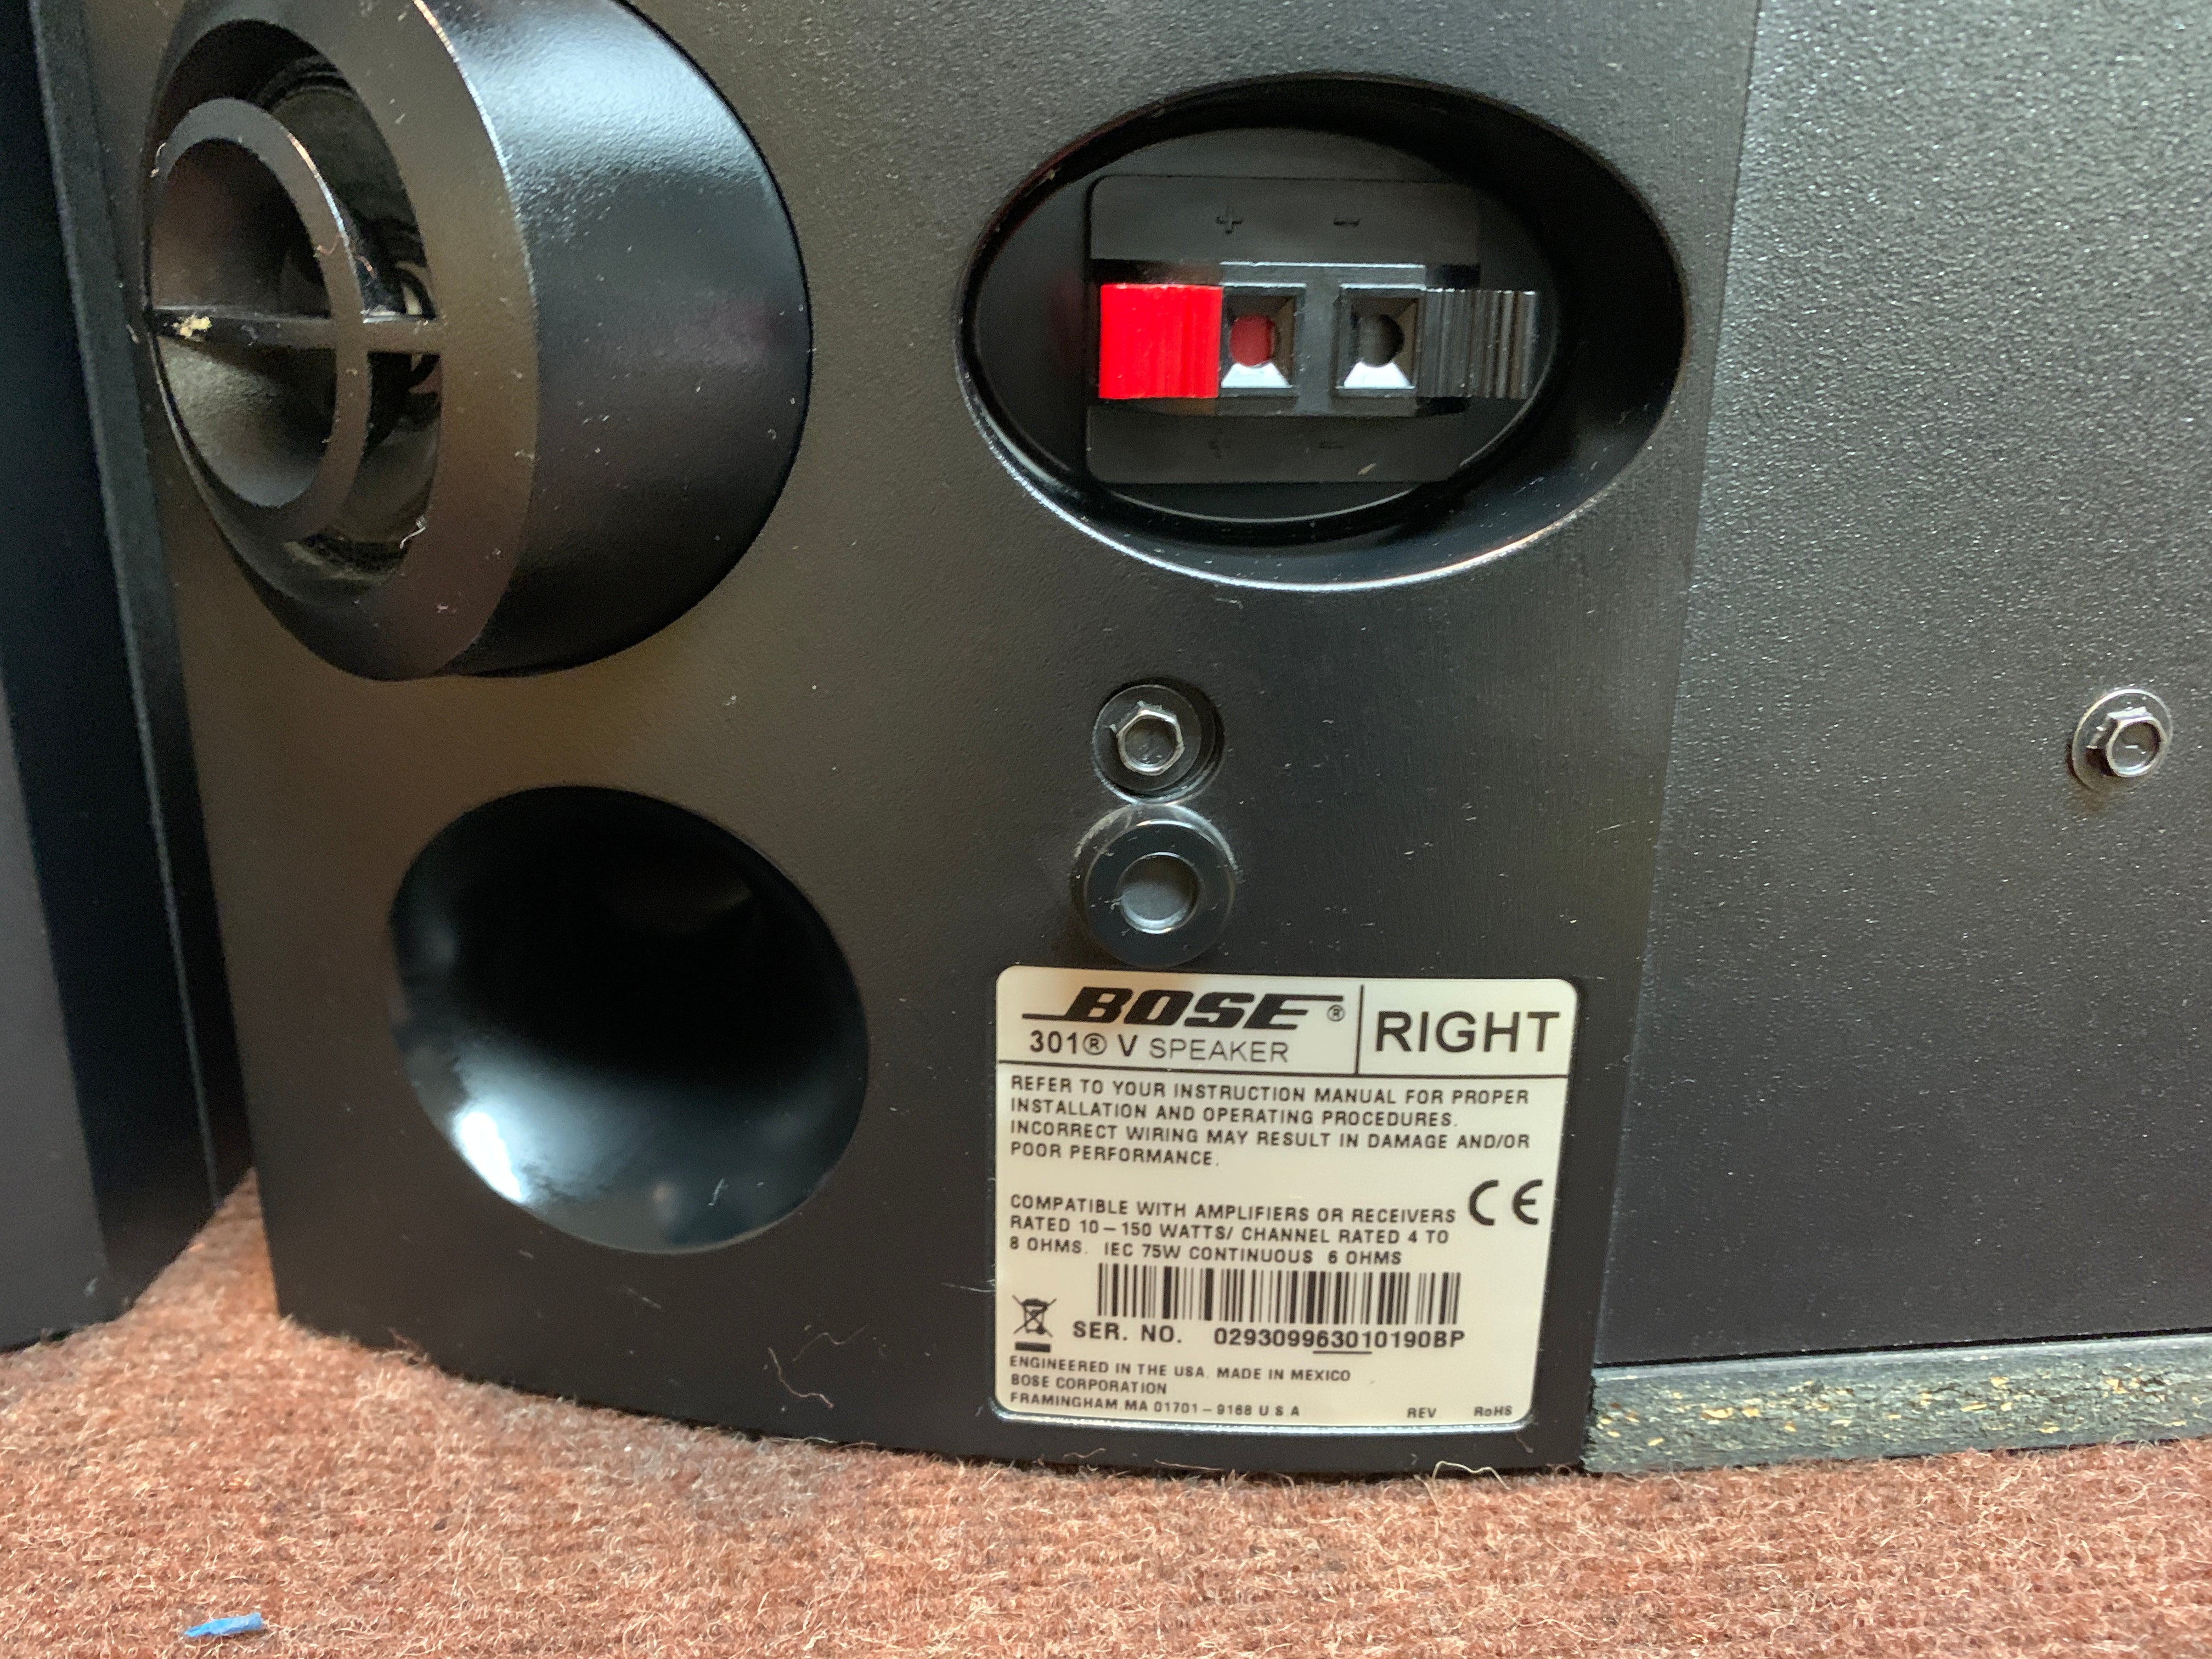 + -
+ -
BOSE®
301® V SPEAKER
RIGHT
REFER TO YOUR INSTRUCTION MANUAL FOR PROPER
INSTALLATION AND OPERATING PROCEDURES.
INCORRECT WIRING MAY RESULT IN DAMAGE AND/OR
POOR PERFORMANCE.
COMPATIBLE WITH AMPLIFIERS OR RECEIVERS
RATED 10–150 WATTS/ CHANNEL RATED 4 TO
8 OHMS. IEC 75W CONTINUOUS 6 OHMS
CE
SER. NO. 029309963010190BP
ENGINEERED IN THE USA. MADE IN MEXICO
BOSE CORPORATION
FRAMINGHAM,MA 01701–9168 U S A
REV RoHS